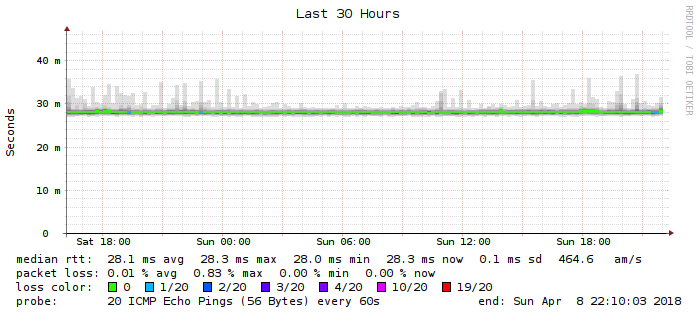 Last 30 Hours
RRDTOOL / TOBI OETIKER
Seconds
40 m
30 m
20 m
10 m
0
Sat 18:00 Sun 00:00 Sun 06:00 Sun 12:00 Sun 18:00
median rtt: 28.1 ms avg 28.3 ms max 28.0 ms min 28.3 ms now 0.1 ms sd 464.6 am/s
packet loss: 0.01 % avg 0.83 % max 0.00 % min 0.00 % now
loss color: 0 1/20 2/20 3/20 4/20 10/20 19/20
probe: 20 ICMP Echo Pings (56 Bytes) every 60s end: Sun Apr 8 22:10:03 2018